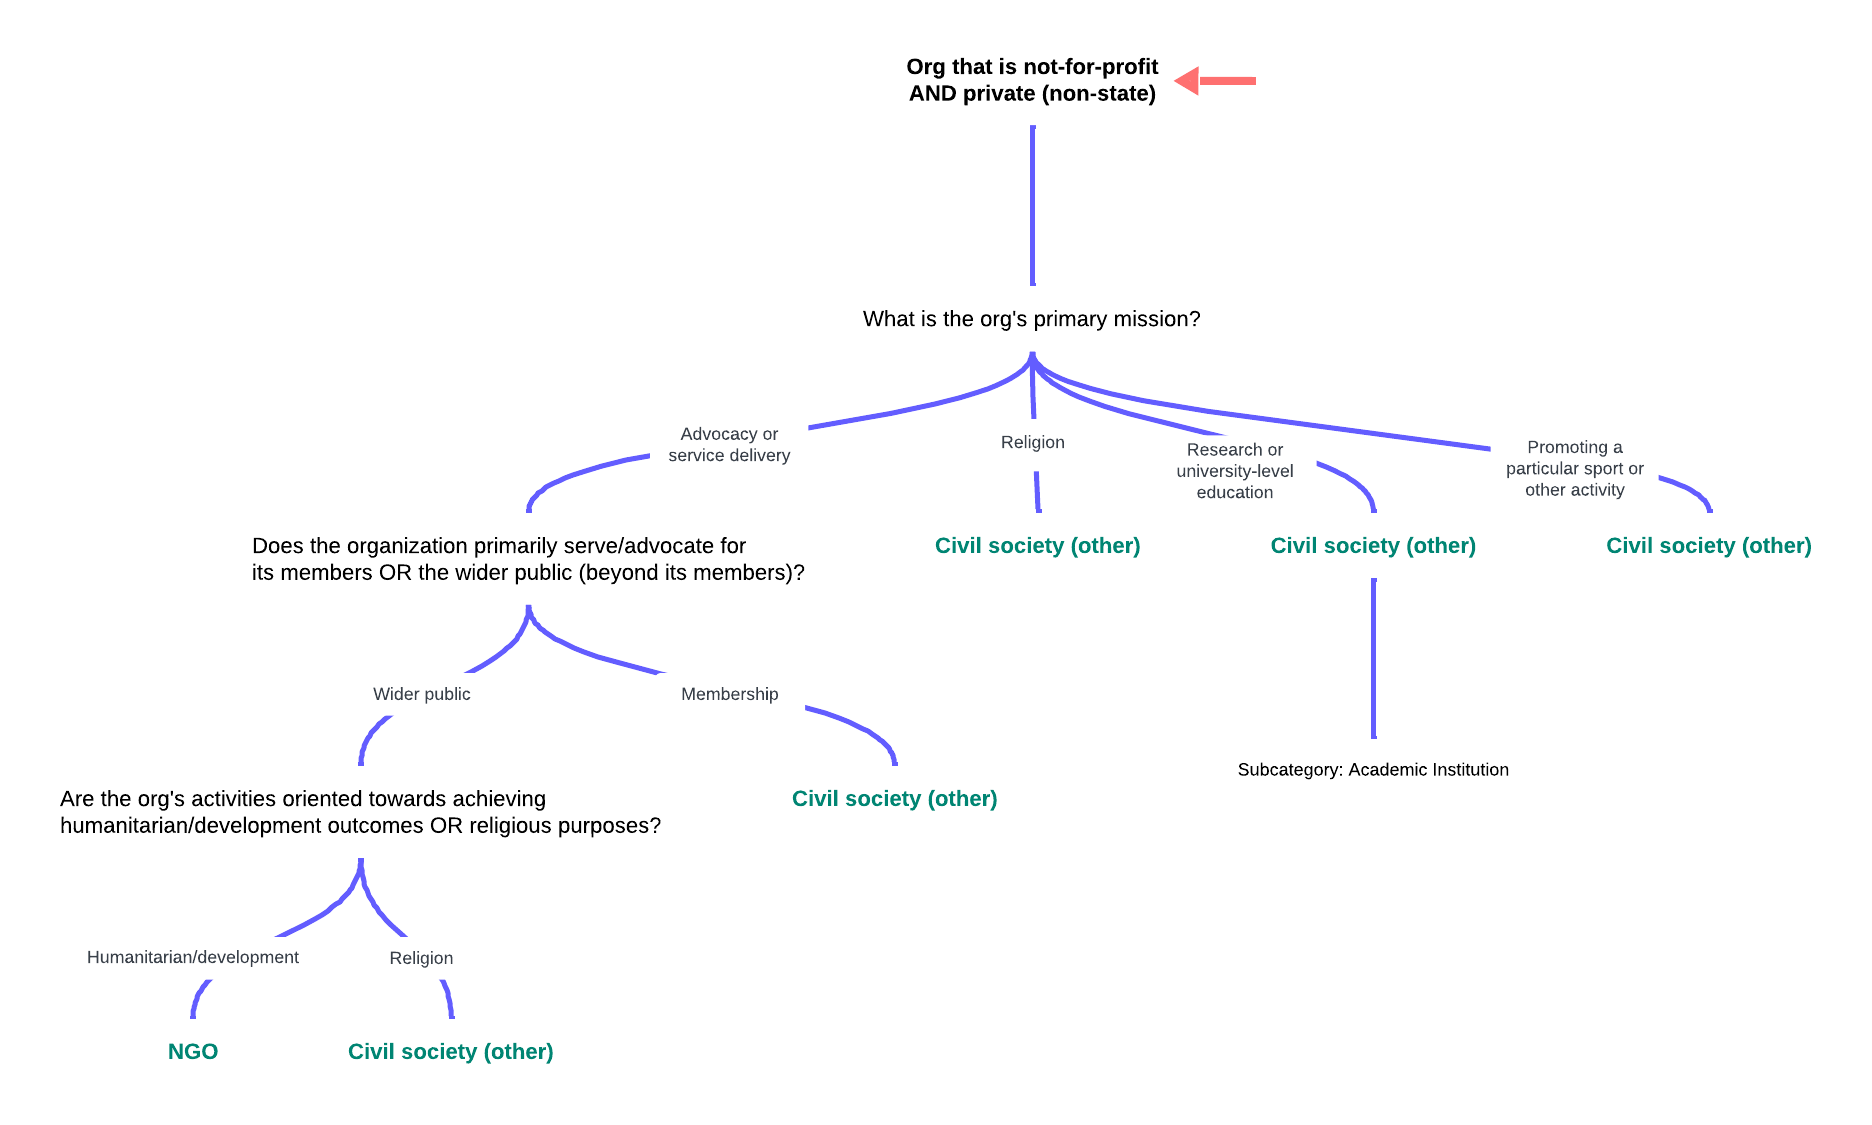 Org that is not-for-profit
AND private (non-state)
What is the org's primary mission?
Advocacy or
service delivery
Religion
Research or
university-level
education
Promoting a
particular sport or
other activity
Does the organization primarily serve/advocate for
its members OR the wider public (beyond its members)?
Civil society (other)
Civil society (other)
Civil society (other)
Wider public
Membership
Subcategory: Academic Institution
Are the org's activities oriented towards achieving
humanitarian/development outcomes OR religious purposes?
Civil society (other)
Humanitarian/development
Religion
NGO
Civil society (other)